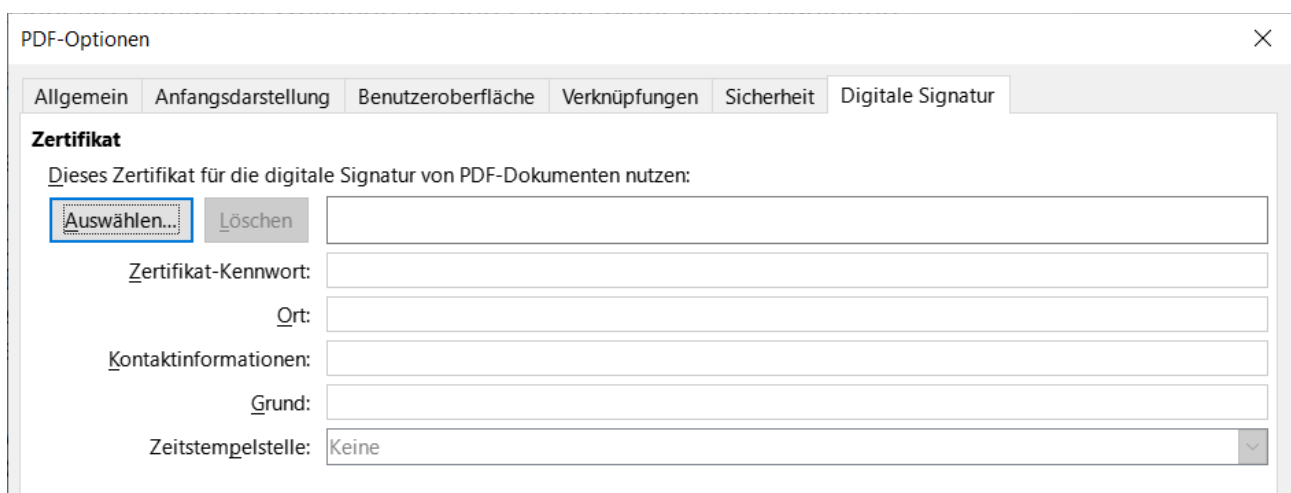 PDF-Optionen
Allgemein Anfangsdarstellung Benutzeroberfläche Verknüpfungen Sicherheit Digitale Signatur
Zertifikat
Dieses Zertifikat für die digitale Signatur von PDF-Dokumenten nutzen:
Auswählen... Löschen
Zertifikat-Kennwort:
Ort:
Kontaktinformationen:
Grund:
Zeitstempelstelle: Keine